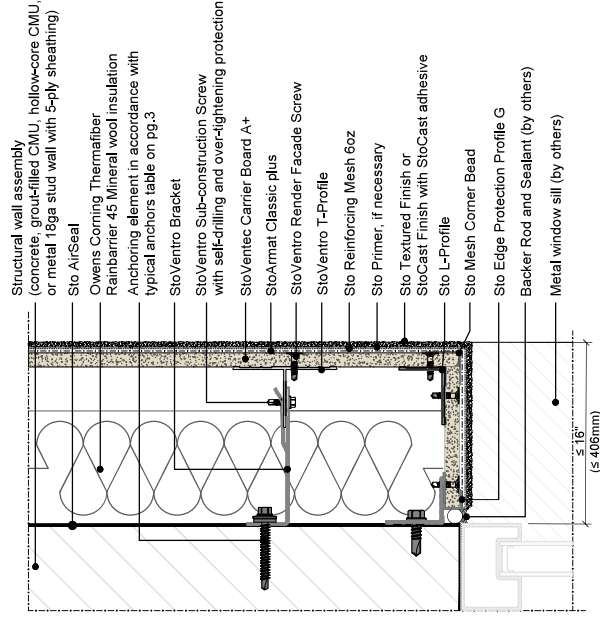 Structural wall assembly
(concrete, grout-filled CMU, hollow-core CMU,
or metal 18ga stud wall with 5-ply sheathing)
Sto AirSeal
Owens Corning Thermafiber
Rainbarrier 45 Mineral wool insulation
Anchoring element in accordance with
typical anchors table on pg.3
StoVentro Bracket
StoVentro Sub-construction Screw
with self-drilling and over-tightening protection
StoVentec Carrier Board A+
StoArmat Classic plus
StoVentro Render Facade Screw
StoVentro T-Profile
Sto Reinforcing Mesh 6oz
Sto Primer, if necessary
Sto Textured Finish or
StoCast Finish with StoCast adhesive
Sto L-Profile
Sto Mesh Corner Bead
Sto Edge Protection Profile G
Backer Rod and Sealant (by others)
Metal window sill (by others)
≤ 16"
(≤ 406mm)